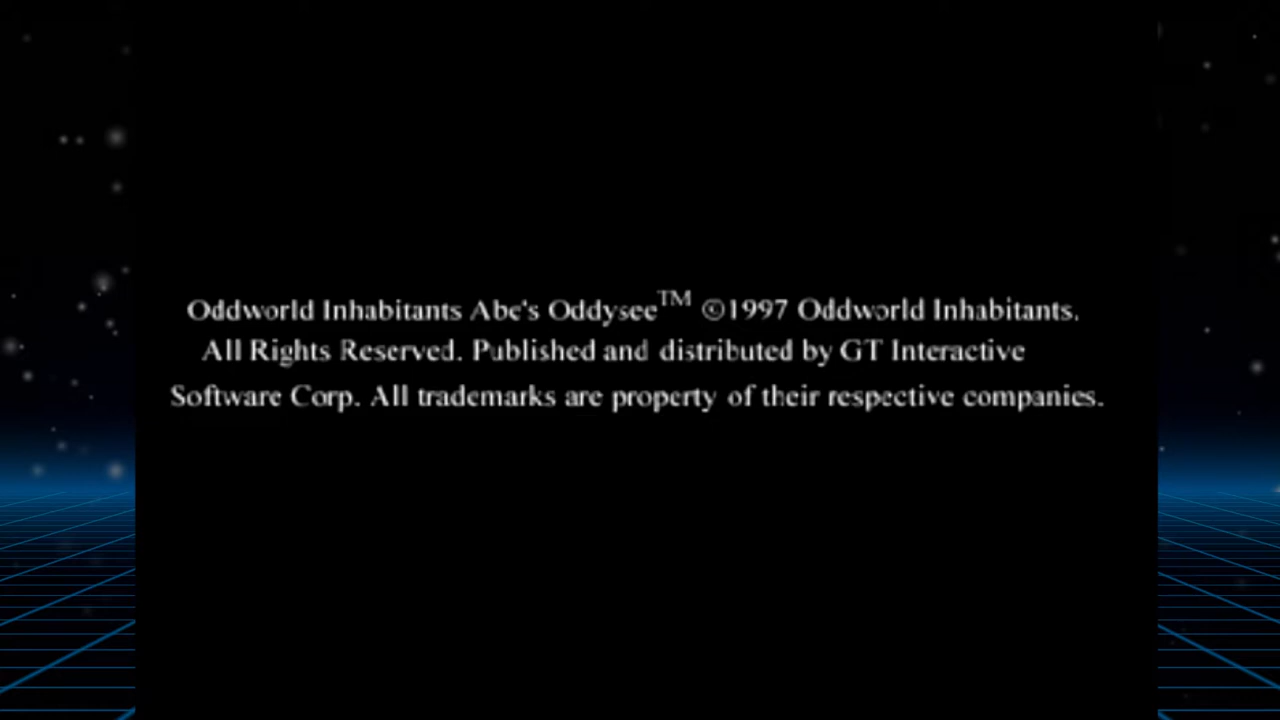 Oddworld Inhabitants Abe's Oddysee™ ©1997 Oddworld Inhabitants.
All Rights Reserved. Published and distributed by GT Interactive
Software Corp. All trademarks are property of their respective companies.